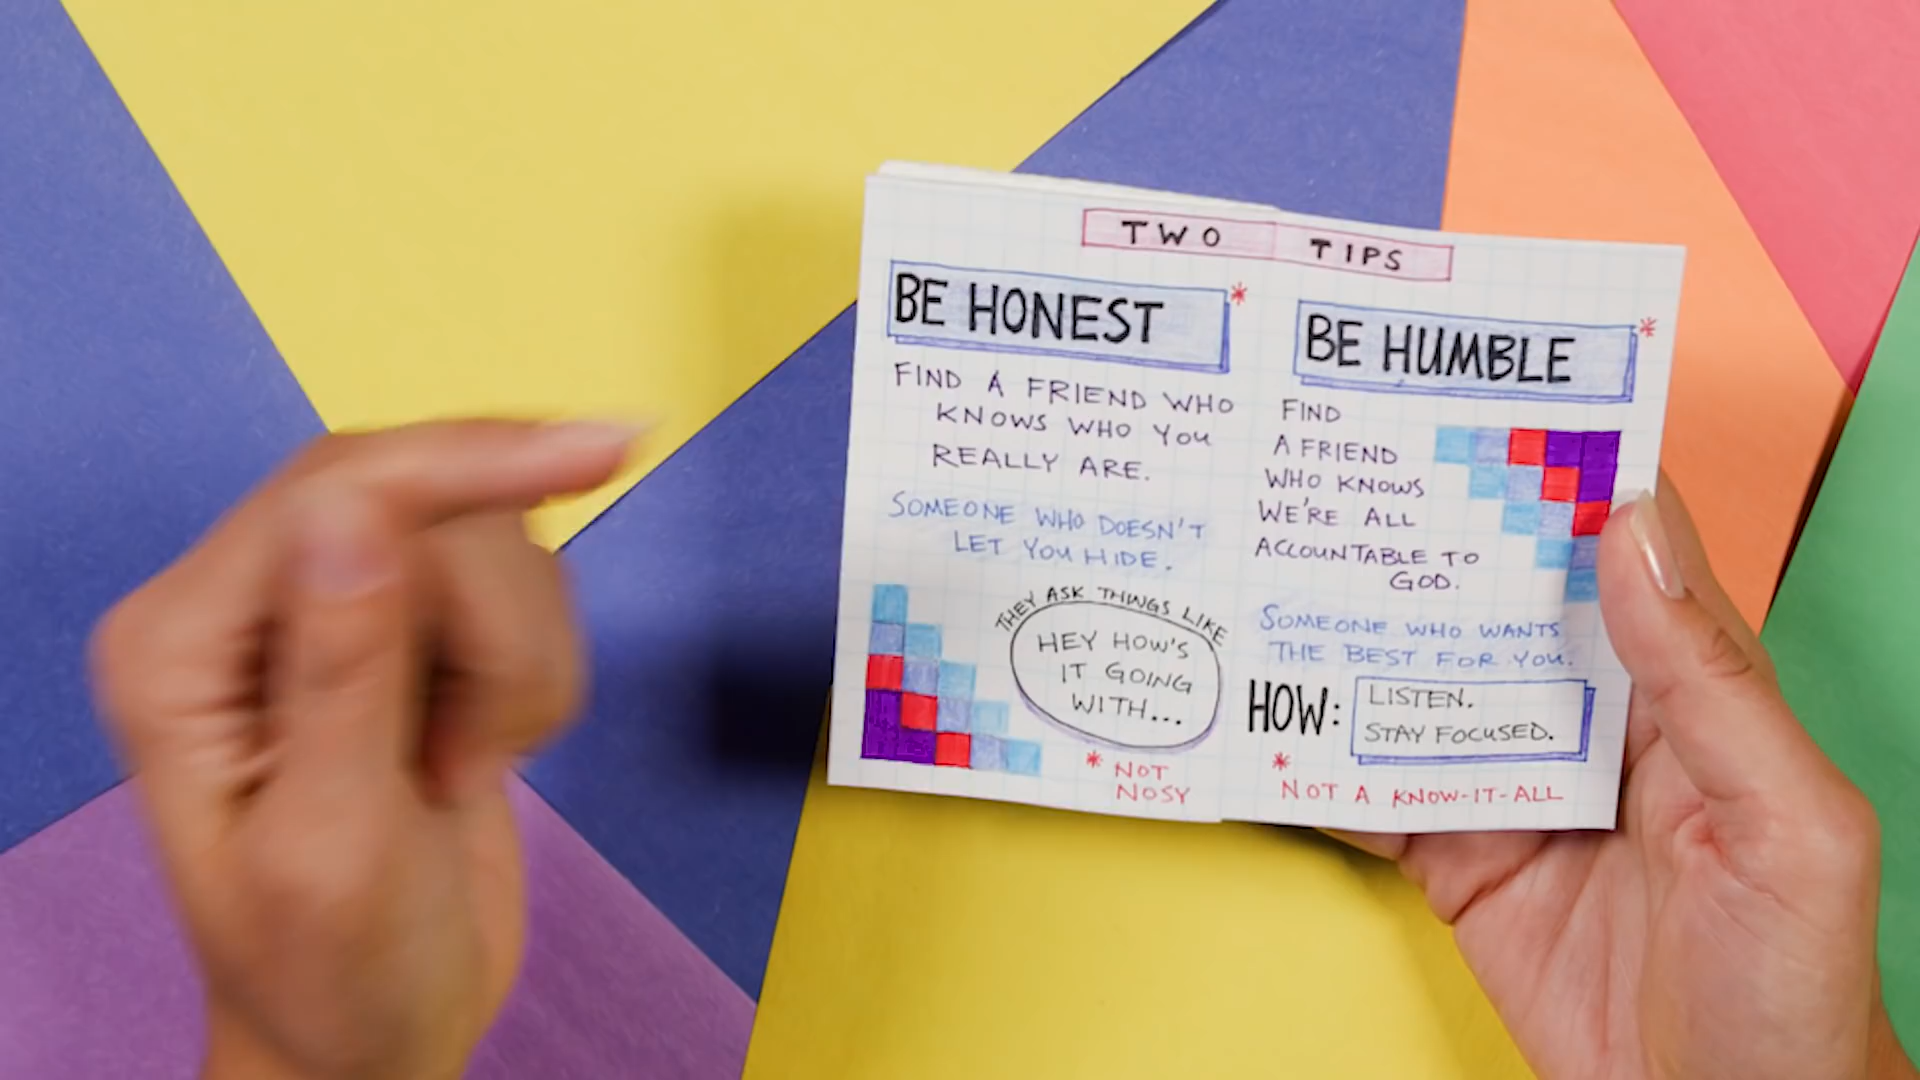 TWO TIPS
BE HONEST*
FIND A FRIEND WHO
KNOWS WHO YOU
REALLY ARE.
SOMEONE WHO DOESN'T
LET YOU HIDE.
THEY ASK THINGS LIKE
HEY HOW'S
IT GOING
WITH...
* NOT
NOSY
BE HUMBLE*
FIND
A FRIEND
WHO KNOWS
WE'RE ALL
ACCOUNTABLE TO
GOD.
SOMEONE WHO WANTS
THE BEST FOR YOU.
HOW:
LISTEN.
STAY FOCUSED.
*
NOT A KNOW-IT-ALL